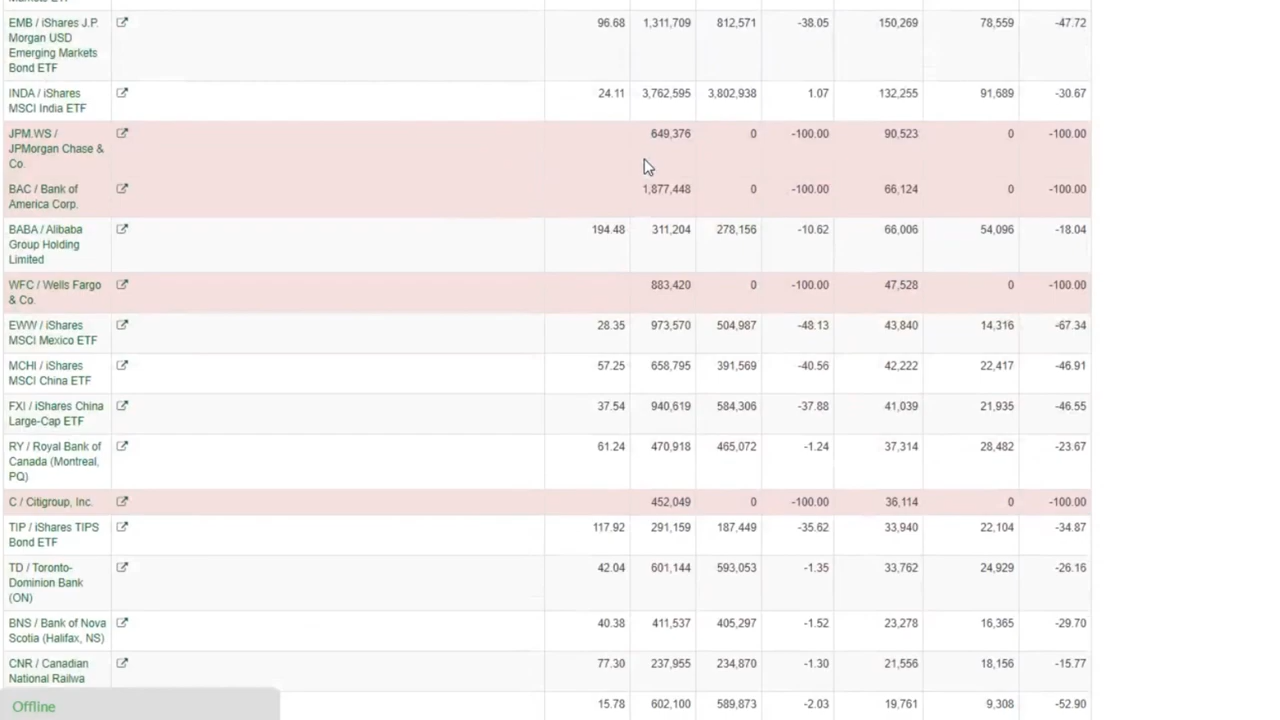 EMB / iShares J.P. 96.68 1,311,709 812,571 -38.05 150,269 78,559 -47.72
Morgan USD
Emerging Markets
Bond ETF
INDA / iShares 24.11 3,762,595 3,802,938 1.07 132,255 91,689 -30.67
MSCI India ETF
JPM.WS / 649,376 0 -100.00 90,523 0 -100.00
JPMorgan Chase &
Co.
BAC / Bank of 1,877,448 0 -100.00 66,124 0 -100.00
America Corp.
BABA / Alibaba 194.48 311,204 278,156 -10.62 66,006 54,096 -18.04
Group Holding
Limited
WFC / Wells Fargo 883,420 0 -100.00 47,528 0 -100.00
& Co.
EWW / iShares 28.35 973,570 504,987 -48.13 43,840 14,316 -67.34
MSCI Mexico ETF
MCHI / iShares 57.25 658,795 391,569 -40.56 42,222 22,417 -46.91
MSCI China ETF
FXI / iShares China 37.54 940,619 584,306 -37.88 41,039 21,935 -46.55
Large-Cap ETF
RY / Royal Bank of 61.24 470,918 465,072 -1.24 37,314 28,482 -23.67
Canada (Montreal,
PQ)
C / Citigroup, Inc. 452,049 0 -100.00 36,114 0 -100.00
TIP / iShares TIPS 117.92 291,159 187,449 -35.62 33,940 22,104 -34.87
Bond ETF
TD / Toronto- 42.04 601,144 593,053 -1.35 33,762 24,929 -26.16
Dominion Bank
(ON)
BNS / Bank of Nova 40.38 411,537 405,297 -1.52 23,278 16,365 -29.70
Scotia (Halifax, NS)
CNR / Canadian 77.30 237,955 234,870 -1.30 21,556 18,156 -15.77
National Railwa
15.78 602,100 589,873 -2.03 19,761 9,308 -52.90
Offline